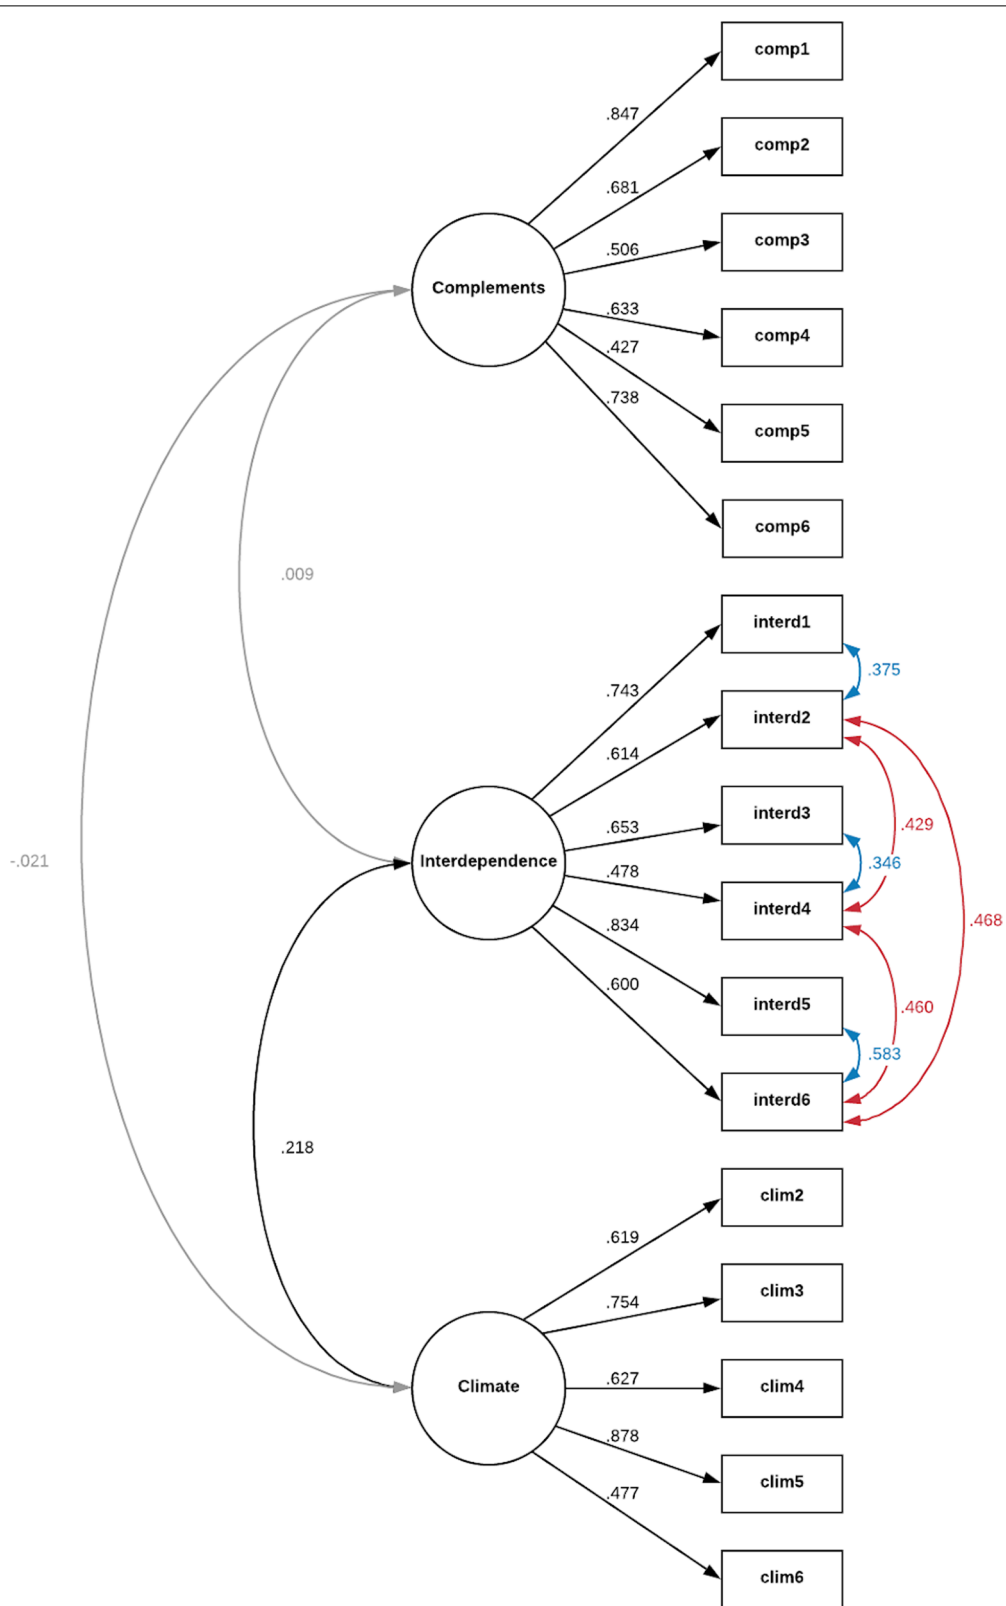 comp1
.847
comp2
.681
comp3
.506
Complements
.633
comp4
.427
.738
comp5
comp6
.009
interd1
.375
.743
interd2
.614
.429
interd3
.653
-.021
Interdependence
.346
.478
interd4
.468
.834
.600
interd5
.460
.583
interd6
.218
clim2
.619
clim3
.754
.627
Climate
clim4
.878
clim5
.477
clim6